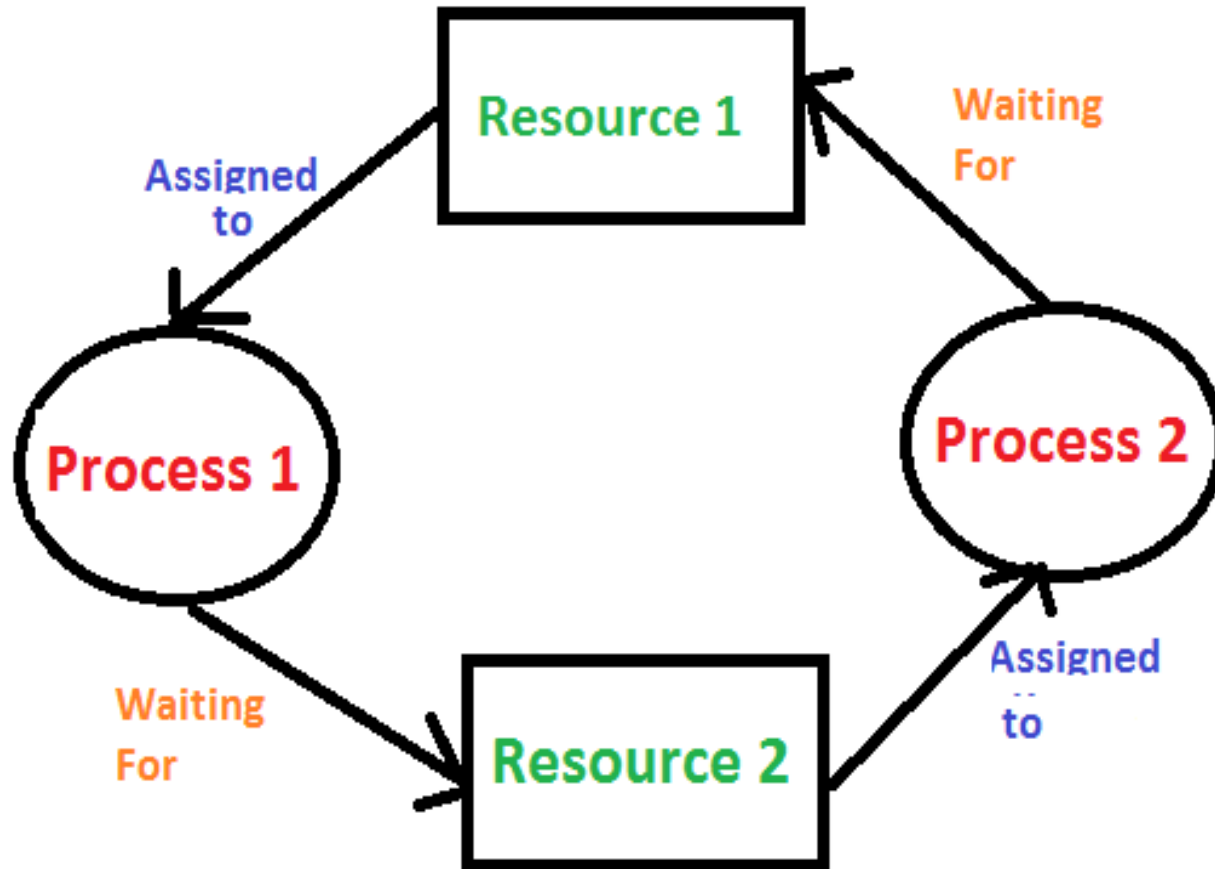 Resource 1
Waiting
For
Assigned
to
Process 1
Process 2
Waiting
For
Resource 2
Assigned
to